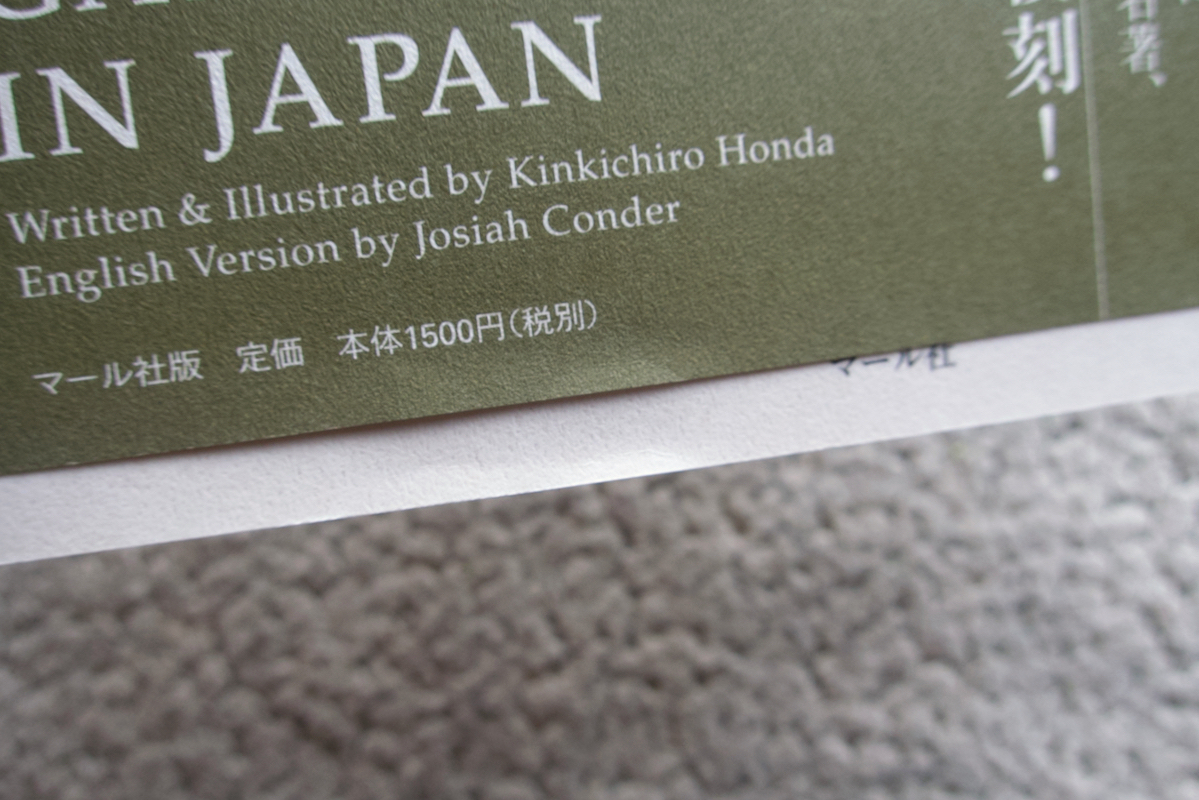 IN JAPAN
Written & Illustrated by Kinkichiro Honda
English Version by Josiah Conder
マール社版　定価　本体1500円(税別)
刻!
著、
マール社